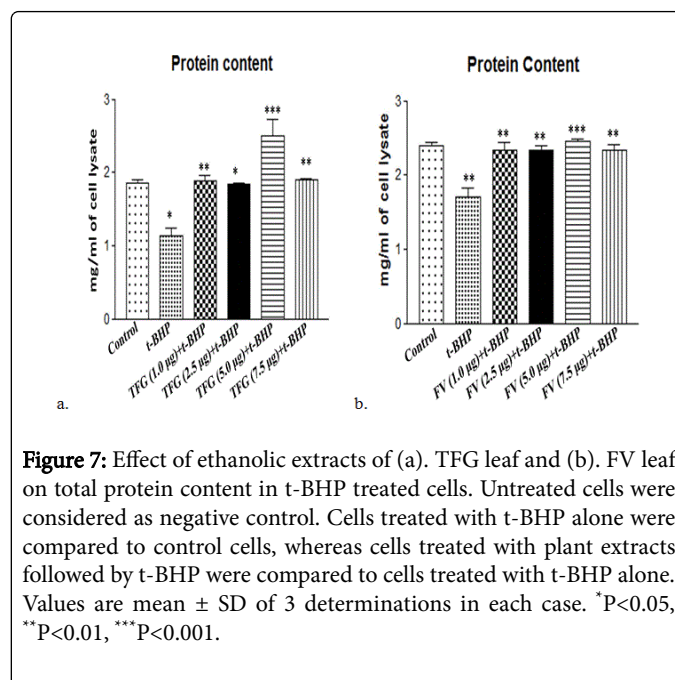 Protein content
mg/ml of cell lysate
3
2
1
0
*
**
*
***
**
Control
t-BHP
TFG (1.0 µg)+t-BHP
TFG (2.5 µg)+t-BHP
TFG (5.0 µg)+t-BHP
TFG (7.5 µg)+t-BHP
a.
Protein Content
mg/ml of cell lysate
3
2
1
0
**
**
**
***
**
Control
t-BHP
FV (1.0 µg)+t-BHP
FV (2.5 µg)+t-BHP
FV (5.0 µg)+t-BHP
FV (7.5 µg)+t-BHP
b.
Figure 7: Effect of ethanolic extracts of (a). TFG leaf and (b). FV leaf
on total protein content in t-BHP treated cells. Untreated cells were
considered as negative control. Cells treated with t-BHP alone were
compared to control cells, whereas cells treated with plant extracts
followed by t-BHP were compared to cells treated with t-BHP alone.
Values are mean ± SD of 3 determinations in each case. *P<0.05,
**P<0.01, ***P<0.001.